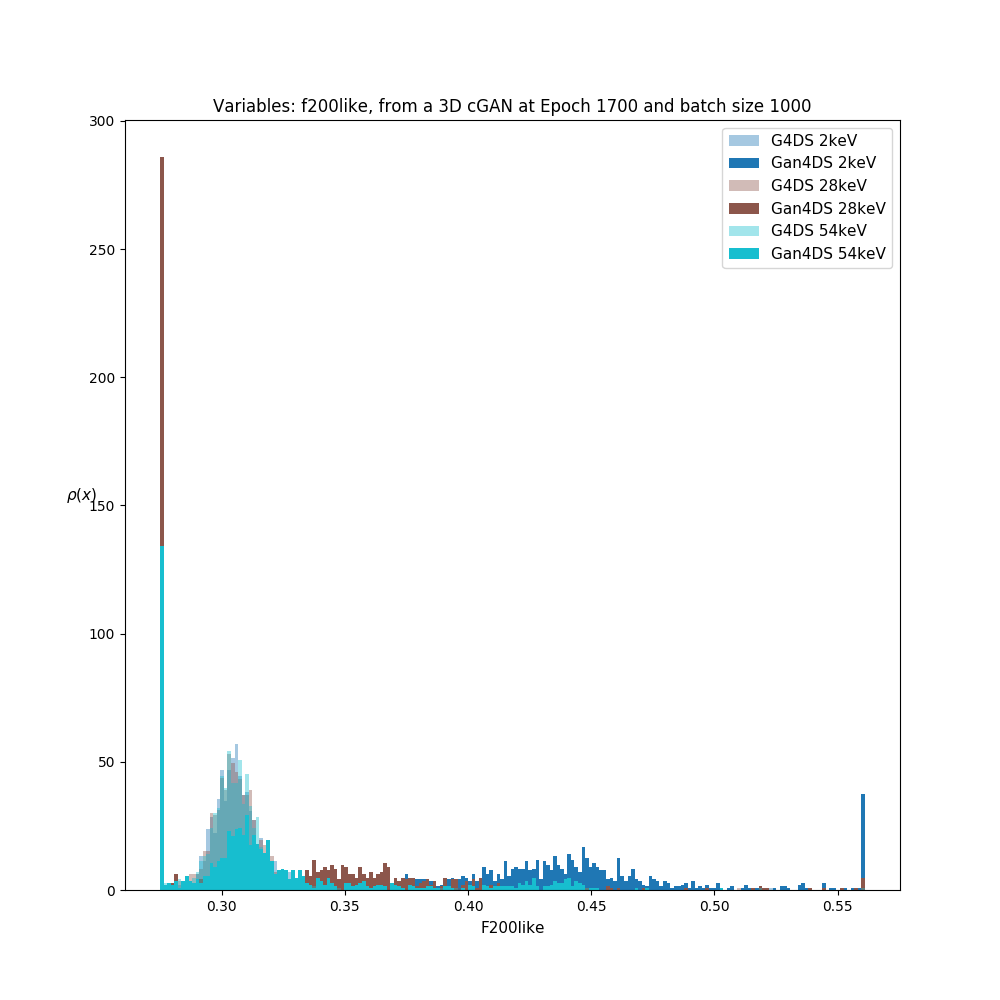 Variables: f200like, from a 3D cGAN at Epoch 1700 and batch size 1000
300
250
200
150
100
50
0
ρ(x)
G4DS 2keV
Gan4DS 2keV
G4DS 28keV
Gan4DS 28keV
G4DS 54keV
Gan4DS 54keV
0.30 0.35 0.40 0.45 0.50 0.55
F200like